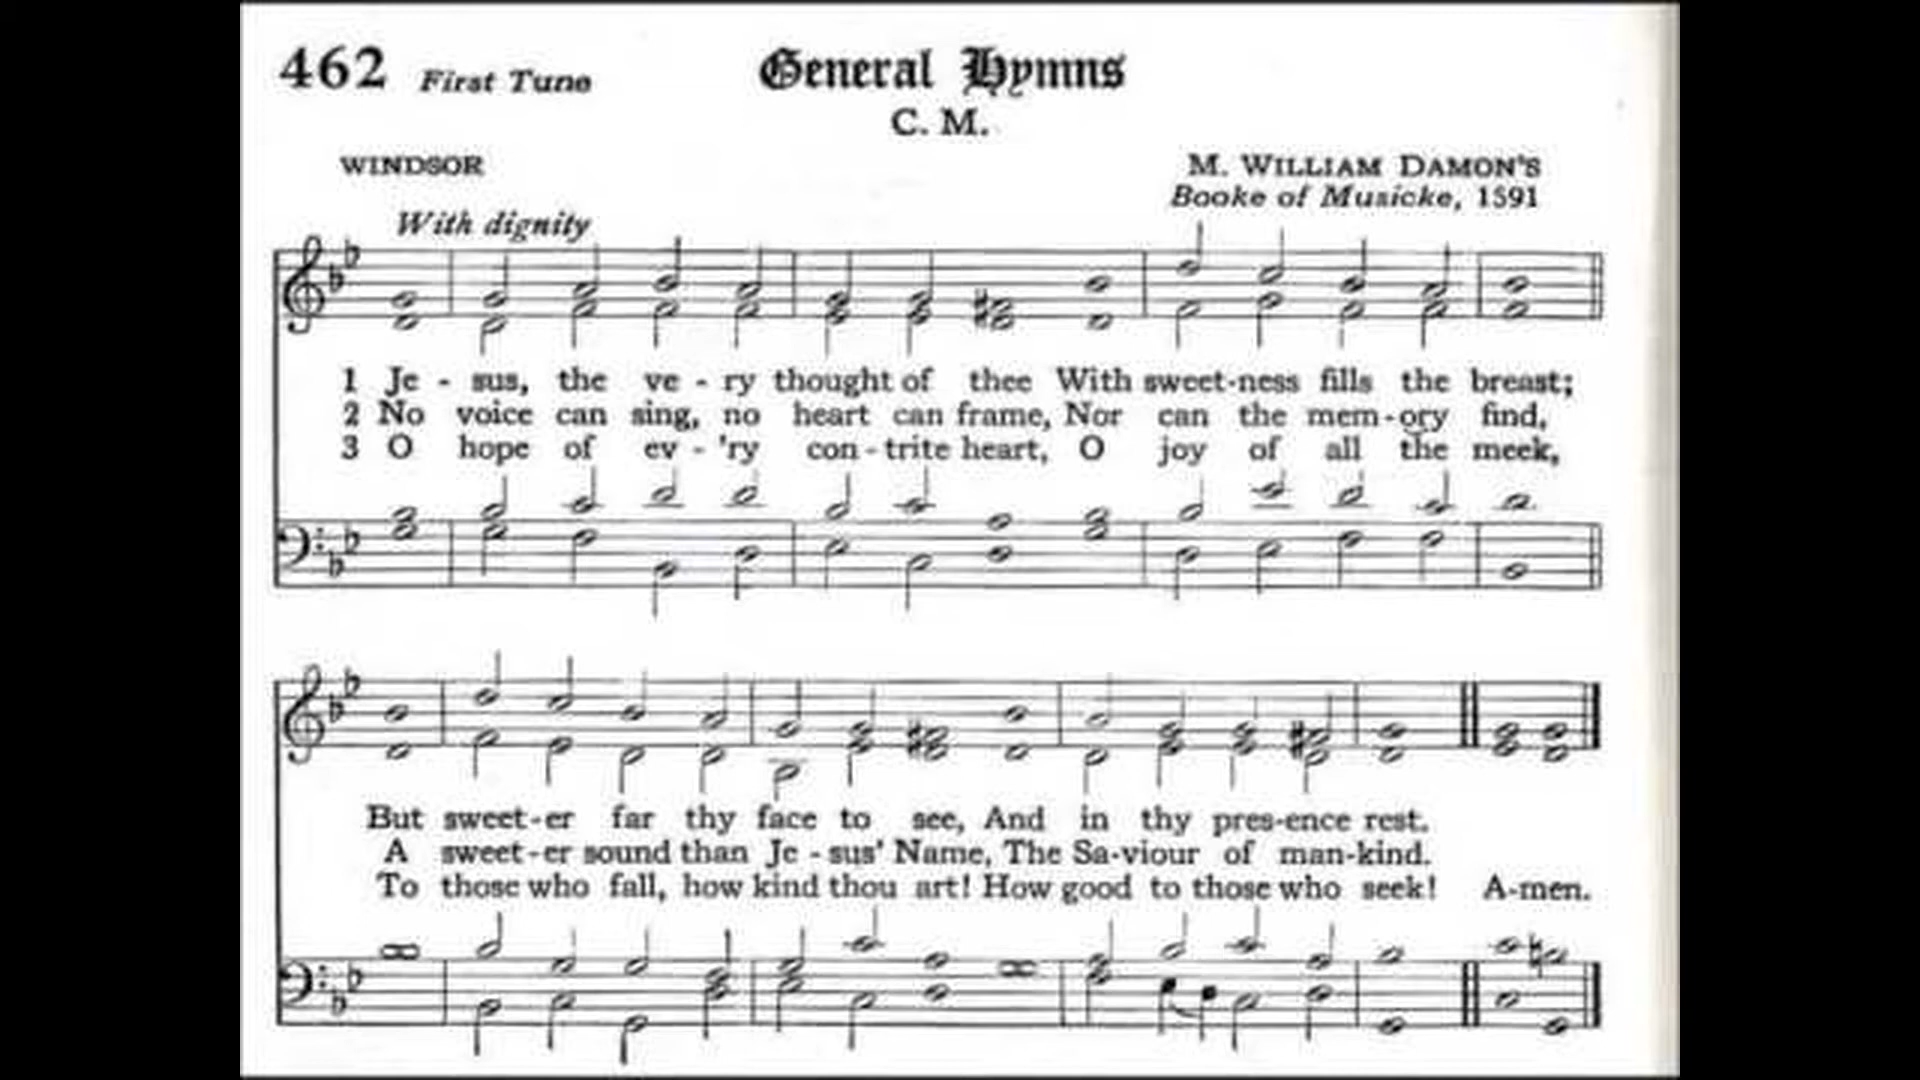 462 First Tune General Hymns
C. M.
WINDSOR M. WILLIAM DAMON'S
Booke of Musicke, 1591
With dignity
1 Je - sus, the ve - ry thought of thee With sweet-ness fills the breast;
2 No voice can sing, no heart can frame, Nor can the mem-ory find,
3 O hope of ev - 'ry con - trite heart, O joy of all the meek,
But sweet-er far thy face to see, And in thy pres-ence rest.
A sweet-er sound than Je - sus' Name, The Sa-viour of man-kind.
To those who fall, how kind thou art! How good to those who seek! A-men.